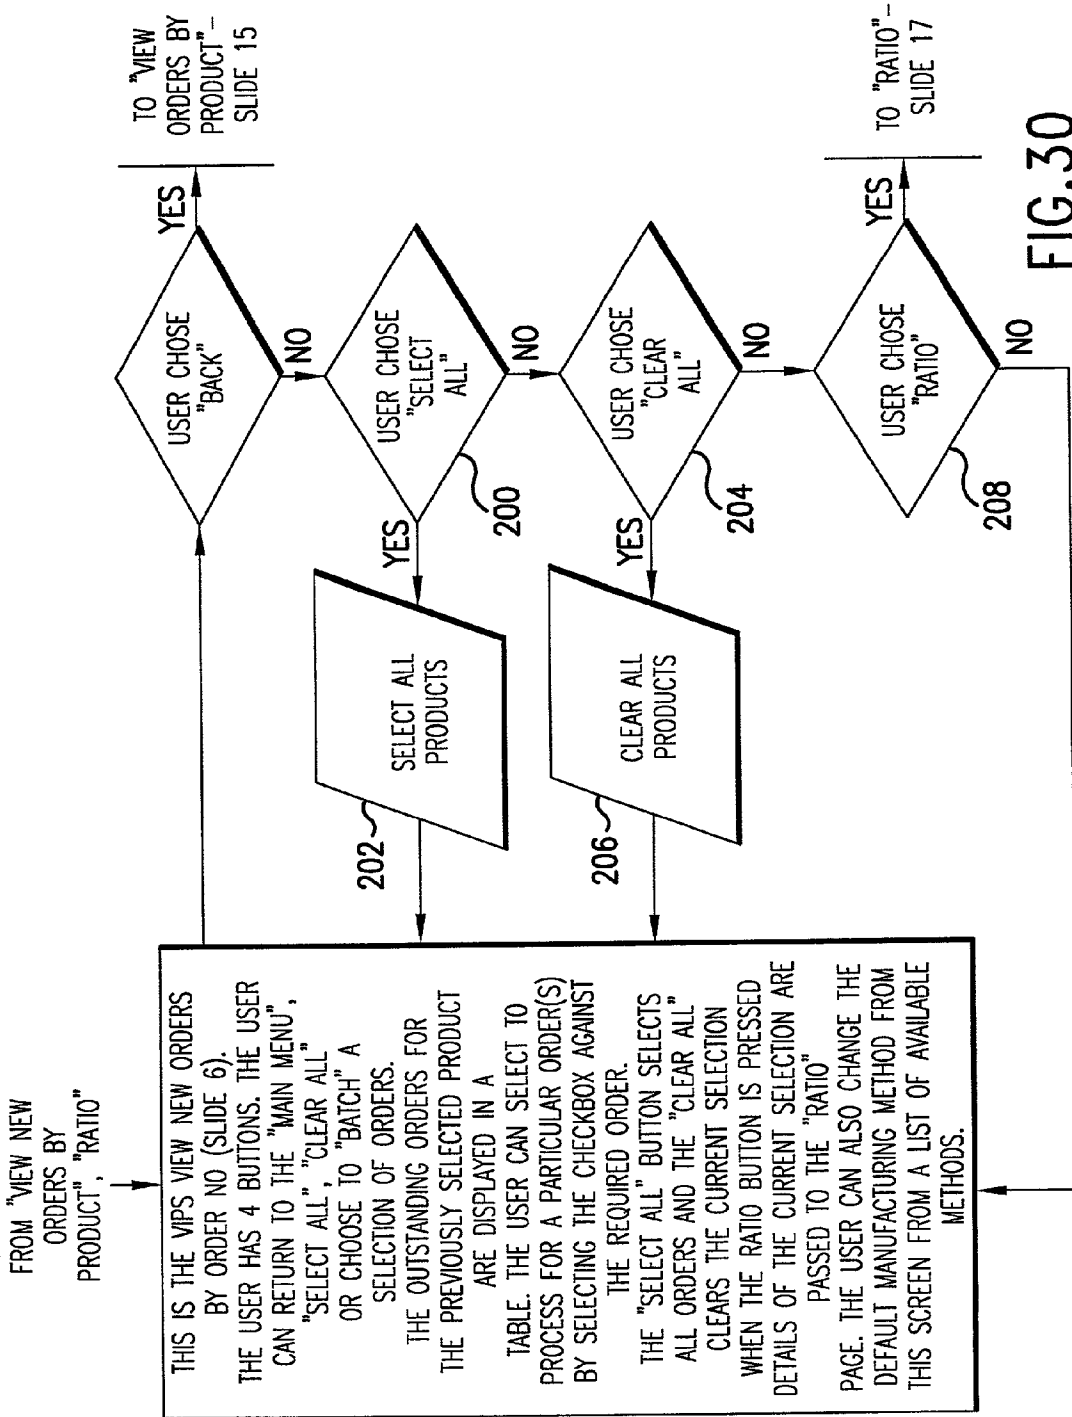 FROM "VIEW NEW
ORDERS BY
PRODUCT", "RATIO"
THIS IS THE VIPS VIEW NEW ORDERS
BY ORDER NO (SLIDE 6).
THE USER HAS 4 BUTTONS. THE USER
CAN RETURN TO THE "MAIN MENU",
"SELECT ALL", "CLEAR ALL"
OR CHOOSE TO "BATCH" A
SELECTION OF ORDERS.
THE OUTSTANDING ORDERS FOR
THE PREVIOUSLY SELECTED PRODUCT
ARE DISPLAYED IN A
TABLE. THE USER CAN SELECT TO
PROCESS FOR A PARTICULAR ORDER(S)
BY SELECTING THE CHECKBOX AGAINST
THE REQUIRED ORDER.
THE "SELECT ALL" BUTTON SELECTS
ALL ORDERS AND THE "CLEAR ALL"
CLEARS THE CURRENT SELECTION
WHEN THE RATIO BUTTON IS PRESSED
DETAILS OF THE CURRENT SELECTION ARE
PASSED TO THE "RATIO"
PAGE. THE USER CAN ALSO CHANGE THE
DEFAULT MANUFACTURING METHOD FROM
THIS SCREEN FROM A LIST OF AVAILABLE
METHODS.
USER CHOSE
"BACK"
YES
TO "VIEW
ORDERS BY
PRODUCT"-
SLIDE 15
NO
USER CHOSE
"SELECT
ALL"
200
YES
SELECT ALL
PRODUCTS
202
NO
USER CHOSE
"CLEAR
ALL"
204
YES
CLEAR ALL
PRODUCTS
206
NO
USER CHOSE
"RATIO"
208
YES
TO "RATIO"-
SLIDE 17
NO
FIG.30